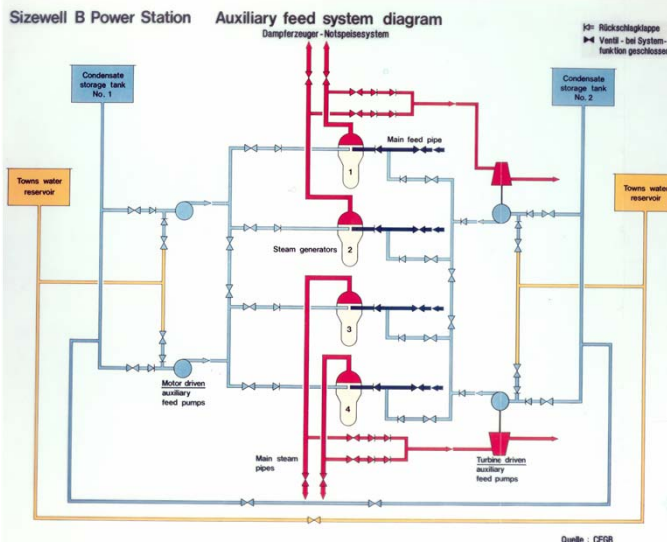 Sizewell B Power Station
Auxiliary feed system diagram
Dampferzeuger-Notspeisesystem
Rückschlagklappe
Ventil - bei System-
funktion geschlossen
Condensate
storage tank
No. 1
Condensate
storage tank
No. 2
Main feed pipe
1
Towns water
reservoir
Towns water
reservoir
2
Steam generators
3
Motor driven
auxiliary
feed pumps
4
Main steam
pipes
Turbine driven
auxiliary
feed pumps
Quelle : CEGB